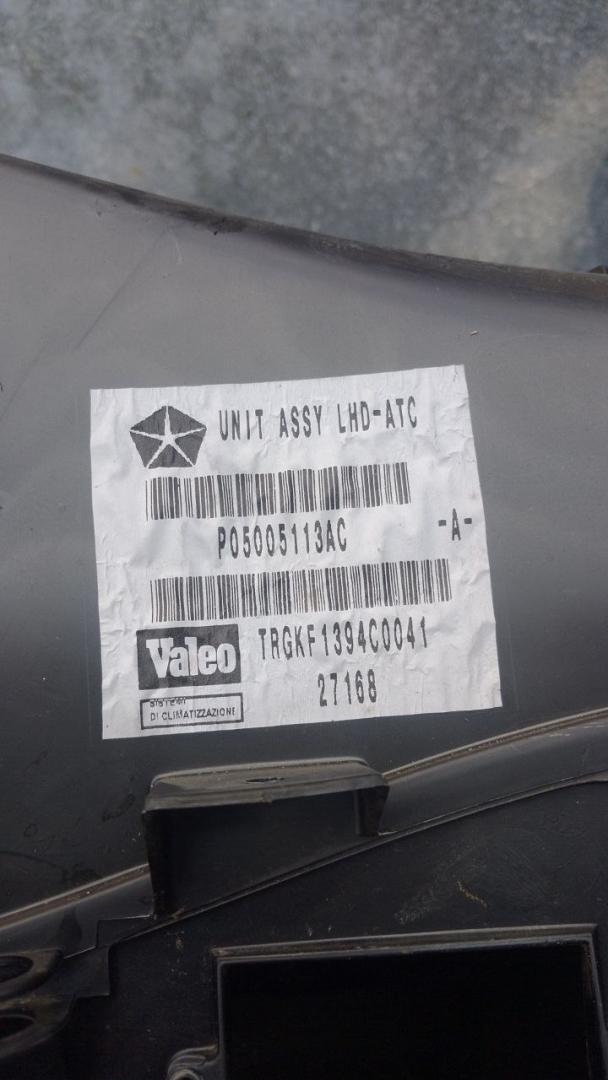 UNIT ASSY LHD-ATC
P05005113AC
-A-
Valeo
TRGKF1394C0041
27168
SISTEMI
DI CLIMATIZZAZIONE